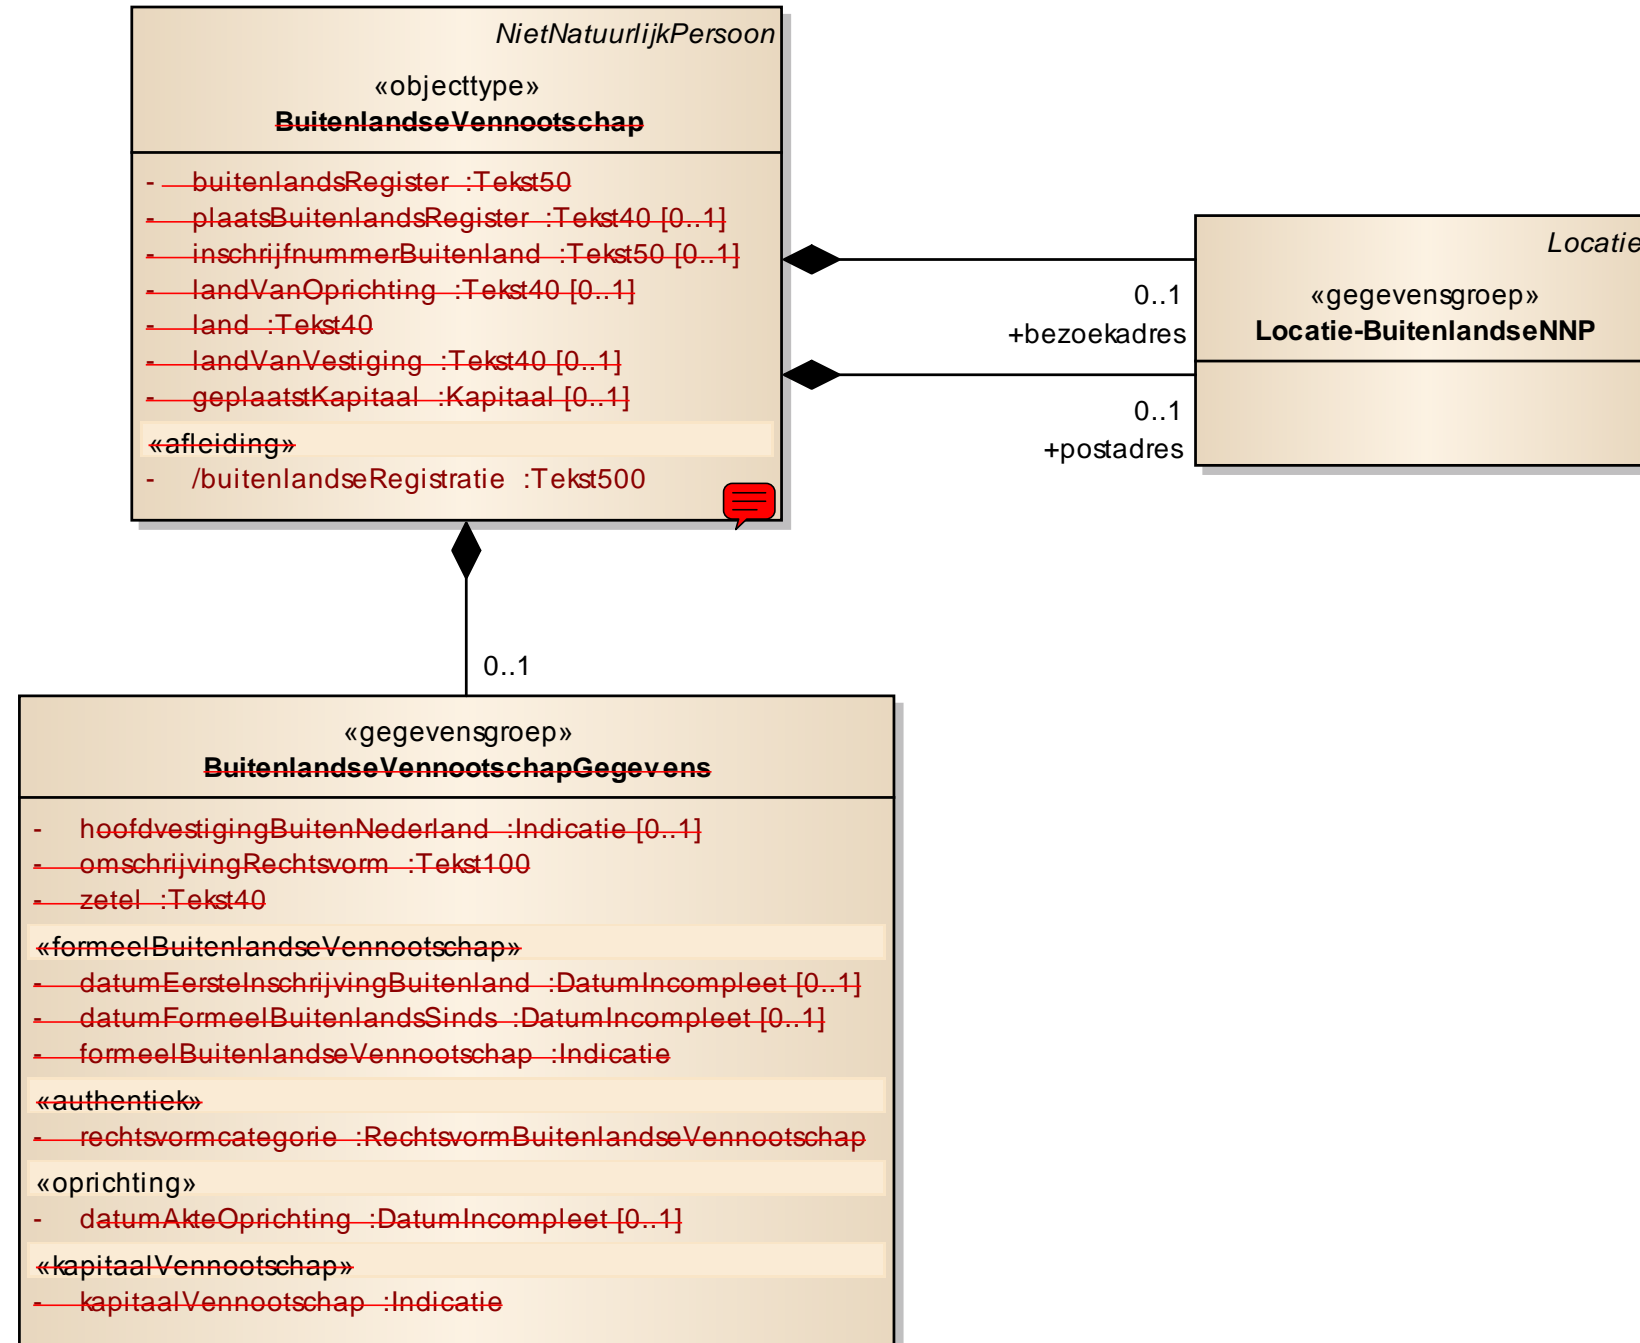 NietNatuurlijkPersoon
«objecttype»
BuitenlandseVennootschap
- buitenlandsRegister :Tekst50
- plaatsBuitenlandsRegister :Tekst40 [0..1]
- inschrijfnummerBuitenland :Tekst50 [0..1]
- landVanOprichting :Tekst40 [0..1]
- land :Tekst40
- landVanVestiging :Tekst40 [0..1]
- geplaatstKapitaal :Kapitaal [0..1]
«afleiding»
- /buitenlandseRegistratie :Tekst500
Locatie
«gegevensgroep»
Locatie-BuitenlandseNNP
0..1
+bezoekadres
0..1
+postadres
0..1
«gegevensgroep»
BuitenlandseVennootschapGegevens
- hoofdvestigingBuitenNederland :Indicatie [0..1]
- omschrijvingRechtsvorm :Tekst100
- zetel :Tekst40
«formeelBuitenlandseVennootschap»
- datumEersteInschrijvingBuitenland :DatumIncompleet [0..1]
- datumFormeelBuitenlandsSinds :DatumIncompleet [0..1]
- formeelBuitenlandseVennootschap :Indicatie
«authentiek»
- rechtsvormcategorie :RechtsvormBuitenlandseVennootschap
«oprichting»
- datumAkteOprichting :DatumIncompleet [0..1]
«kapitaalVennootschap»
- kapitaalVennootschap :Indicatie